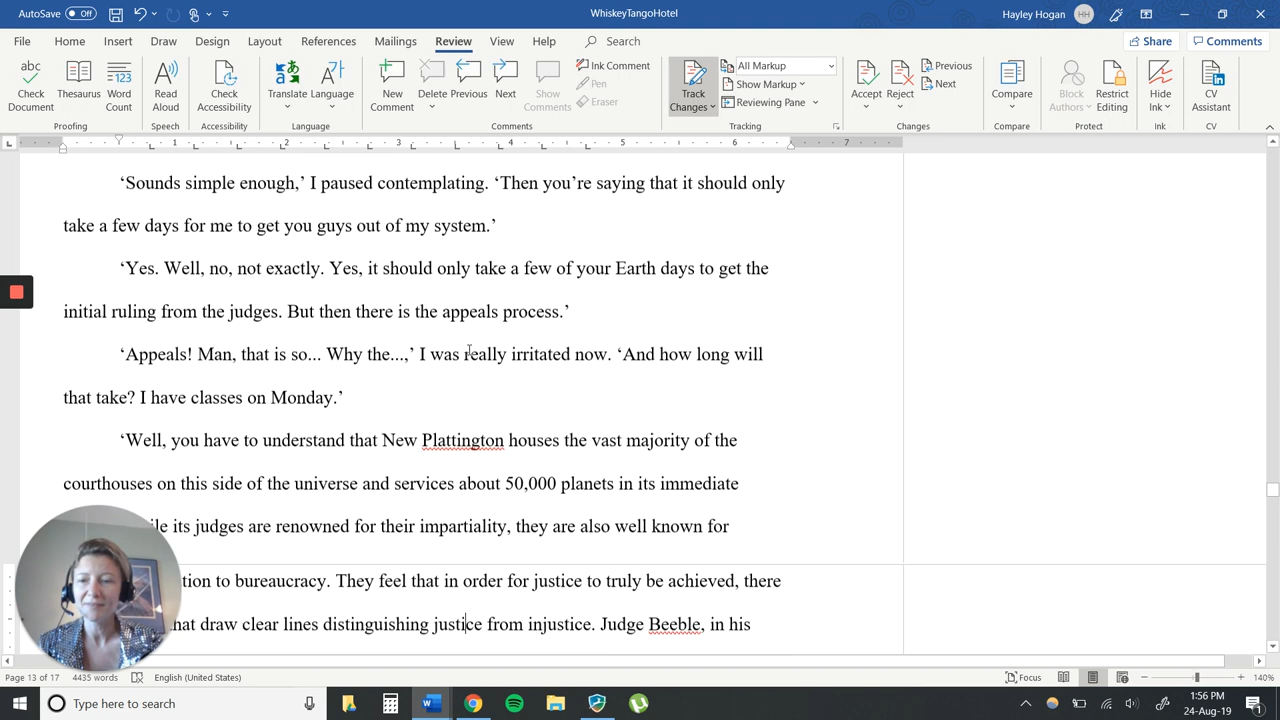 AutoSave Off WhiskeyTangoHotel Hayley Hogan HH
File Home Insert Draw Design Layout References Mailings Review View Help Search Share Comments
abc Check Document Thesaurus 123 Word Count Read Aloud Check Accessibility Translate Language New Comment Delete Previous Next Show Comments Ink Comment Pen Eraser Track Changes All Markup Show Markup Reviewing Pane Accept Reject Previous Next Compare Block Authors Restrict Editing Hide Ink CV Assistant
Proofing Speech Accessibility Language Comments Tracking Changes Compare Protect Ink CV
1 2 3 4 5 6 7
‘Sounds simple enough,’ I paused contemplating. ‘Then you’re saying that it should only
take a few days for me to get you guys out of my system.’
‘Yes. Well, no, not exactly. Yes, it should only take a few of your Earth days to get the
initial ruling from the judges. But then there is the appeals process.’
‘Appeals! Man, that is so... Why the...,’ I was really irritated now. ‘And how long will
that take? I have classes on Monday.’
‘Well, you have to understand that New Plattington houses the vast majority of the
courthouses on this side of the universe and services about 50,000 planets in its immediate
its judges are renowned for their impartiality, they are also well known for
to bureaucracy. They feel that in order for justice to truly be achieved, there
draw clear lines distinguishing justice from injustice. Judge Beeble, in his
Page 13 of 17 4435 words English (United States) Focus 140%
Type here to search 1:56 PM
24-Aug-19